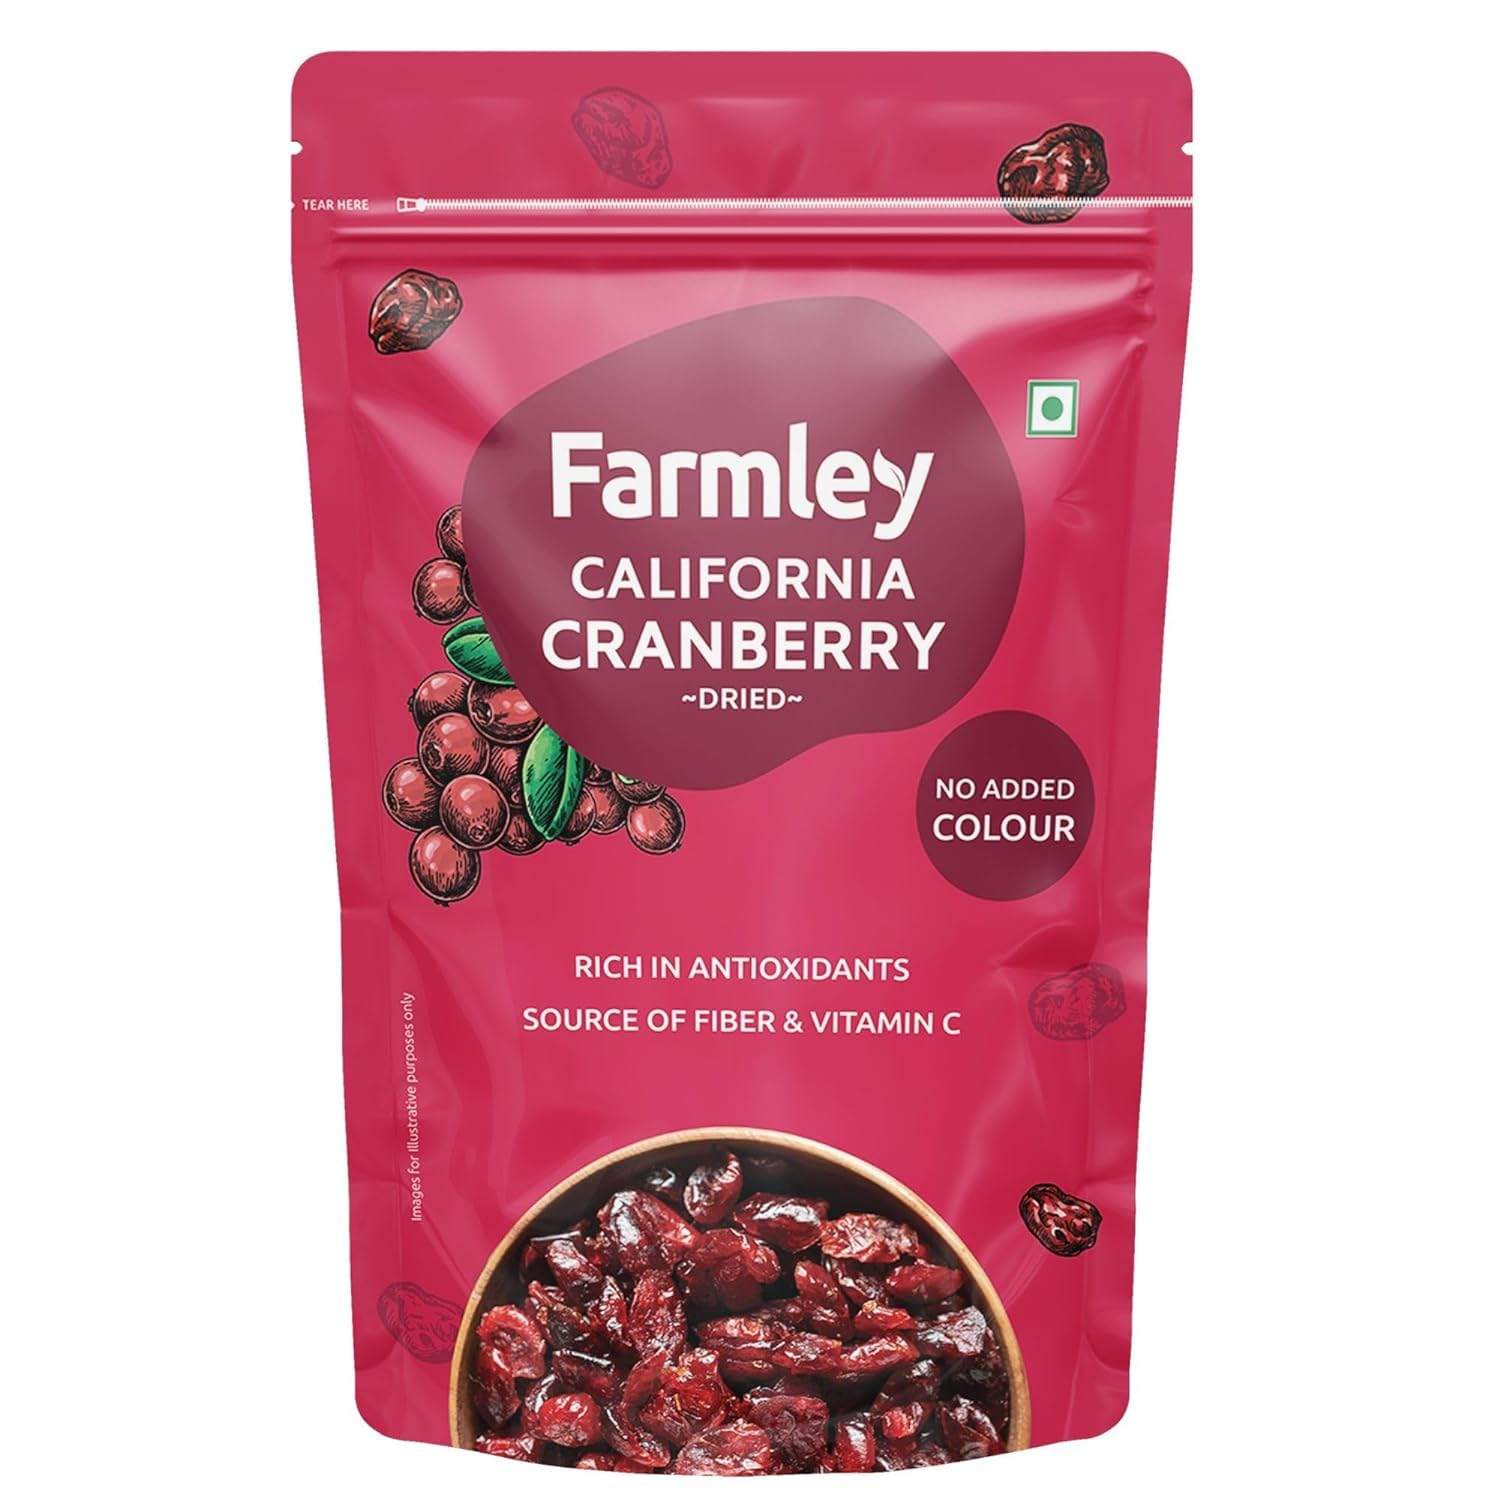 TEAR HERE
Farmley
CALIFORNIA
CRANBERRY
~DRIED~
NO ADDED
COLOUR
RICH IN ANTIOXIDANTS
SOURCE OF FIBER & VITAMIN C
Images for Illustrative purposes only